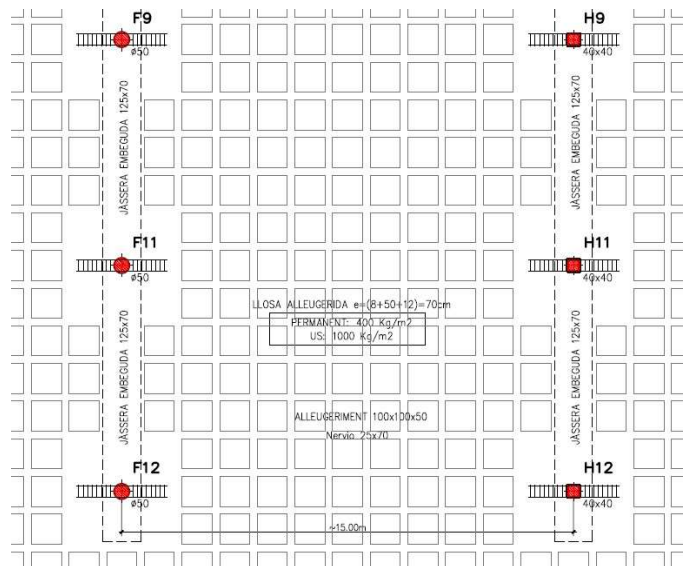 F9
H9
ø50
40x40
JÀSSERA EMBEGUDA 125x70
JÀSSERA EMBEGUDA 125x70
F11
H11
ø50
40x40
LLOSA ALLEUGERIDA e=(8+50+12)=70cm
PERMANENT: 400 Kg/m2
US: 1000 Kg/m2
JÀSSERA EMBEGUDA 125x70
JÀSSERA EMBEGUDA 125x70
ALLEUGERIMENT 100x100x50
Nervio 25x70
F12
H12
ø50
40x40
~15.00m